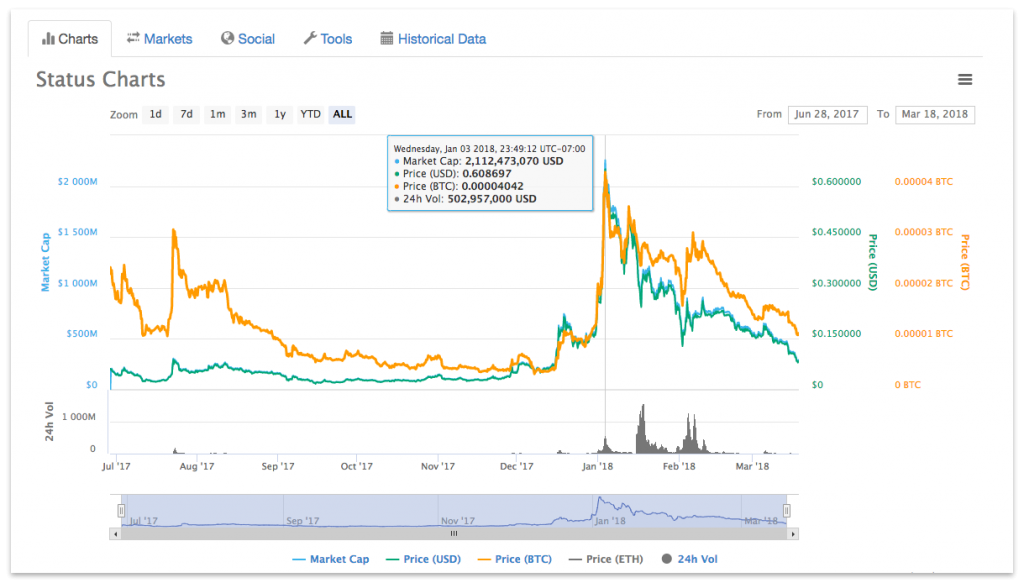 Charts Markets Social Tools Historical Data
Status Charts
Zoom 1d 7d 1m 3m 1y YTD ALL From Jun 28, 2017 To Mar 18, 2018
Wednesday, Jan 03 2018, 23:49:12 UTC-07:00
Market Cap: 2,112,473,070 USD
Price (USD): 0.608697
Price (BTC): 0.00004042
24h Vol: 502,957,000 USD
$2 000M $0.600000 0.00004 BTC
$1 500M $0.450000 0.00003 BTC
Market Cap Price (USD) Price (BTC)
$1 000M $0.300000 0.00002 BTC
$500M $0.150000 0.00001 BTC
$0 $0 0 BTC
24h Vol
1 000M
0
Jul '17 Aug '17 Sep '17 Oct '17 Nov '17 Dec '17 Jan '18 Feb '18 Mar '18
Jul '17 Sep '17 Nov '17 Jan '18 Mar '18
Market Cap Price (USD) Price (BTC) Price (ETH) 24h Vol